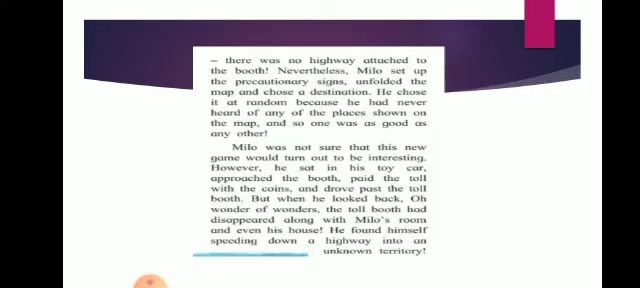 – there was no highway attached to
the booth! Nevertheless, Milo set up
the precautionary signs, unfolded the
map and chose a destination. He chose
it at random because he had never
heard of any of the places shown on
the map, and so one was as good as
any other!
Milo was not sure that this new
game would turn out to be interesting.
However, he sat in his toy car,
approached the booth, paid the toll
with the coins, and drove past the toll
booth. But when he looked back, Oh
wonder of wonders, the toll booth had
disappeared along with Milo's room
and even his house! He found himself
speeding down a highway into an
unknown territory!